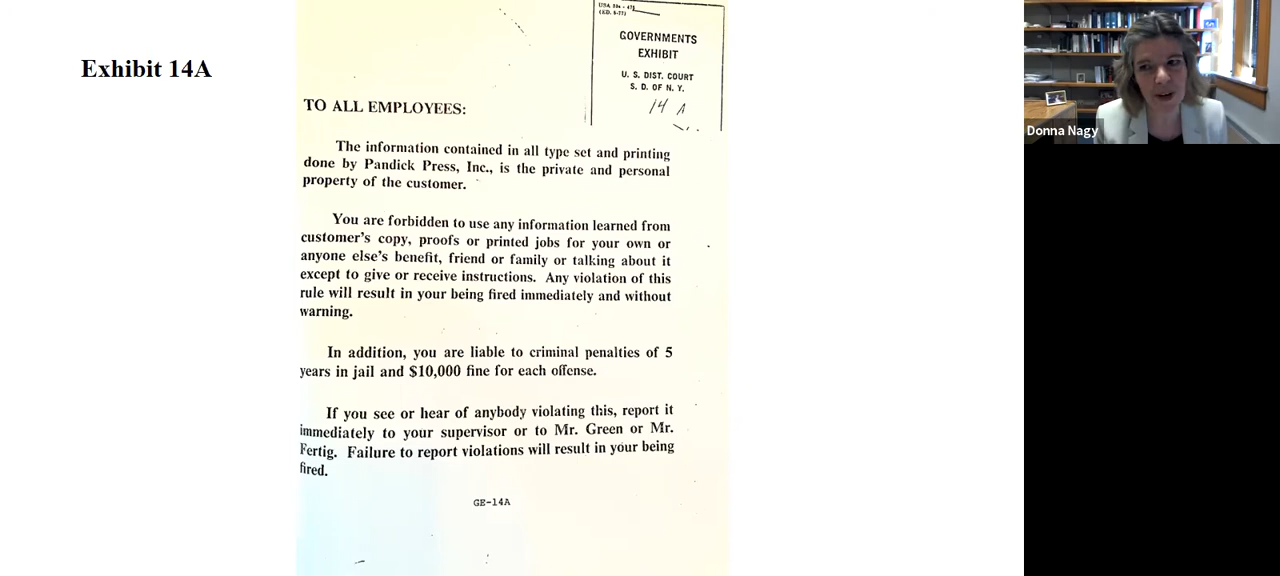 Exhibit 14A
USA 33s - 471
(ED. 5-77)
GOVERNMENTS
EXHIBIT
U. S. DIST. COURT
S. D. OF N. Y.
14 A
TO ALL EMPLOYEES:
The information contained in all type set and printing
done by Pandick Press, Inc., is the private and personal
property of the customer.
You are forbidden to use any information learned from
customer's copy, proofs or printed jobs for your own or
anyone else's benefit, friend or family or talking about it
except to give or receive instructions. Any violation of this
rule will result in your being fired immediately and without
warning.
In addition, you are liable to criminal penalties of 5
years in jail and $10,000 fine for each offense.
If you see or hear of anybody violating this, report it
immediately to your supervisor or to Mr. Green or Mr.
Fertig. Failure to report violations will result in your being
fired.
GE-14A
Donna Nagy